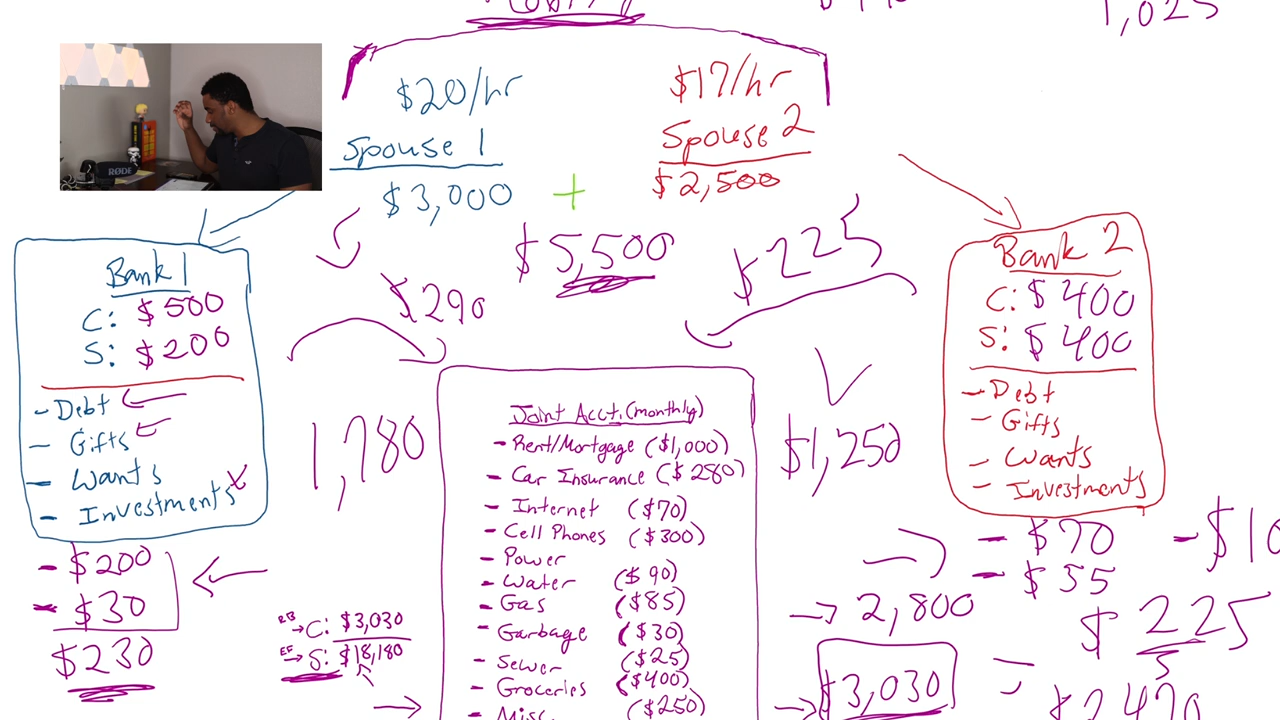 1,025
$20/hr
Spouse 1
$3,000
+
$17/hr
Spouse 2
$2,500
RØDE
$5,500
$225
$290
Bank 1
C: $500
S: $200
- Debt
- Gifts
- Wants
- Investments
- $200
- $30
$230
1,780
C: $3,030
S: $18,180
Joint Acct. (monthly)
- Rent/Mortgage ($1,000)
- Car Insurance ($280)
- Internet ($70)
- Cell Phones ($300)
- Power
- Water ($90)
- Gas ($85)
- Garbage ($30)
- Sewer ($25)
- Groceries ($400)
- Misc. ($250)
$1,250
Bank 2
C: $400
S: $400
- Debt
- Gifts
- Wants
- Investments
- $70
- $55
- $10
$225
2,800
$3,030